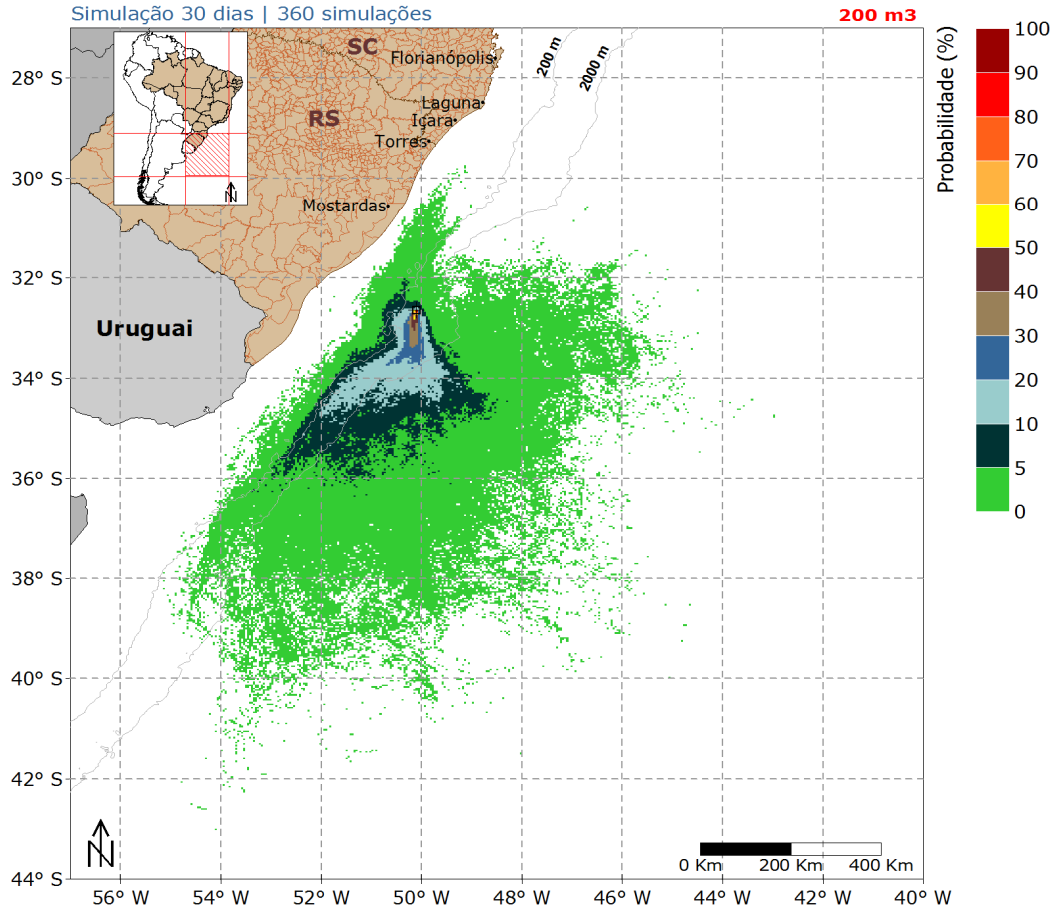 Simulação 30 dias | 360 simulações
200 m3
SC
Florianópolis
Laguna
Içara
RS
Torres
Mostardas
Uruguai
200 m
2000 m
N
28° S
30° S
32° S
34° S
36° S
38° S
40° S
42° S
44° S
N
0 Km
200 Km
400 Km
56° W
54° W
52° W
50° W
48° W
46° W
44° W
42° W
40° W
Probabilidade (%)
100
90
80
70
60
50
40
30
20
10
5
0